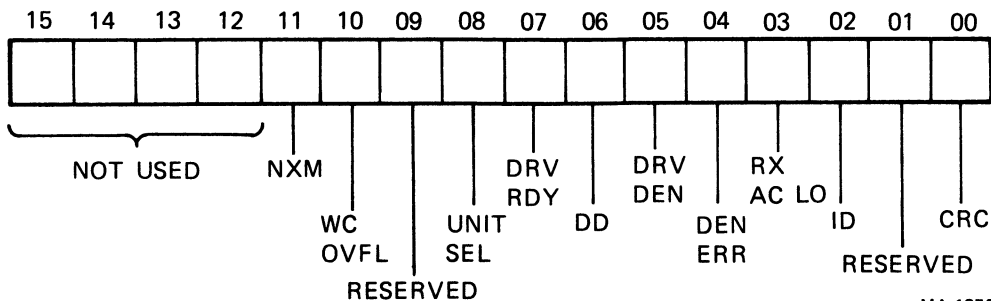 15 14 13 12 11 10 09 08 07 06 05 04 03 02 01 00
NOT USED
NXM
WC
OVFL
RESERVED
UNIT
SEL
DRV
RDY
DD
DRV
DEN
DEN
ERR
RX
AC LO
ID
RESERVED
CRC